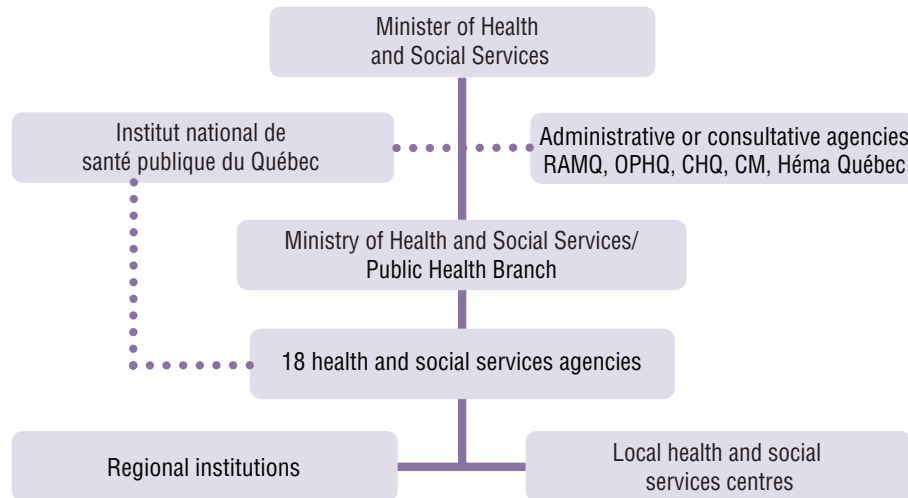 Minister of Health
and Social Services
Institut national de
santé publique du Québec
Administrative or consultative agencies
RAMQ, OPHQ, CHQ, CM, Héma Québec
Ministry of Health and Social Services/
Public Health Branch
18 health and social services agencies
Regional institutions
Local health and social
services centres